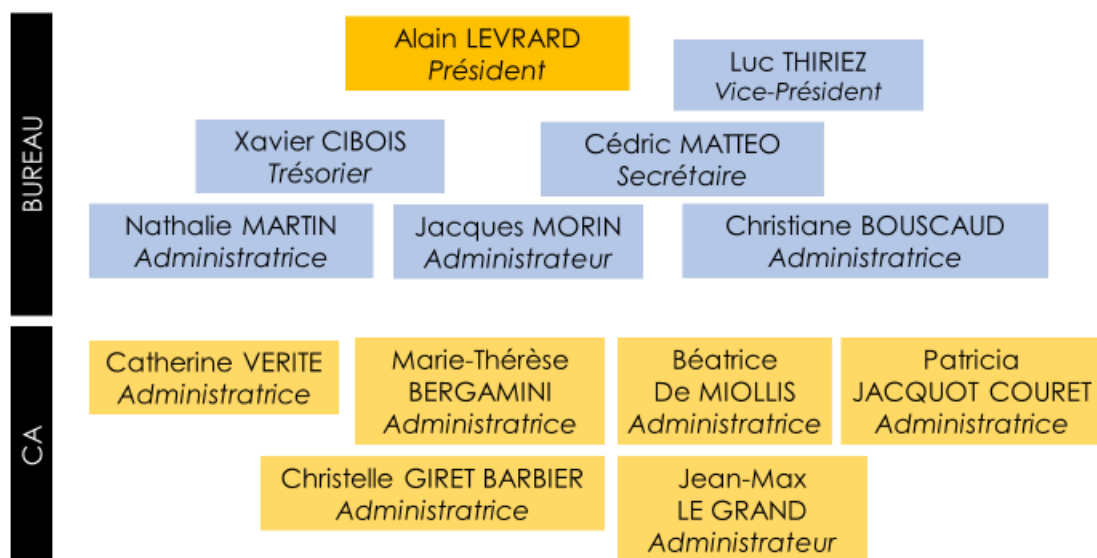 BUREAU
Alain LEVRARD
Président
Luc THIRIEZ
Vice-Président
Xavier CIBOIS
Trésorier
Cédric MATTEO
Secrétaire
Nathalie MARTIN
Administratrice
Jacques MORIN
Administrateur
Christiane BOUSCAUD
Administratrice
CA
Catherine VERITE
Administratrice
Marie-Thérèse
BERGAMINI
Administratrice
Béatrice
De MIOLLIS
Administratrice
Patricia
JACQUOT COURET
Administratrice
Christelle GIRET BARBIER
Administratrice
Jean-Max
LE GRAND
Administrateur